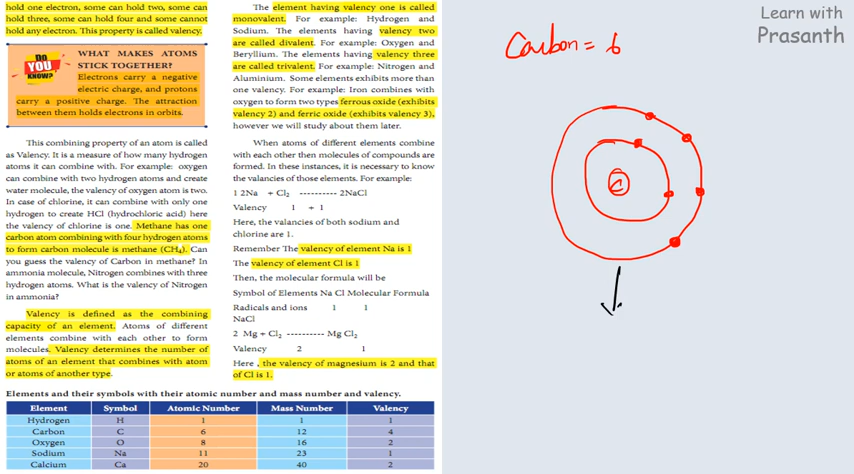 hold one electron, some can hold two, some can
hold three, some can hold four and some cannot
hold any electron. This property is called valency.
DO
YOU
KNOW?
WHAT MAKES ATOMS
STICK TOGETHER?
Electrons carry a negative
electric charge, and protons
carry a positive charge. The attraction
between them holds electrons in orbits.
This combining property of an atom is called
as Valency. It is a measure of how many hydrogen
atoms it can combine with. For example: oxygen
can combine with two hydrogen atoms and create
water molecule, the valency of oxygen atom is two.
In case of chlorine, it can combine with only one
hydrogen to create HCl (hydrochloric acid) here
the valency of chlorine is one. Methane has one
carbon atom combining with four hydrogen atoms
to form carbon molecule is methane (CH4). Can
you guess the valency of Carbon in methane? In
ammonia molecule, Nitrogen combines with three
hydrogen atoms. What is the valency of Nitrogen
in ammonia?
Valency is defined as the combining
capacity of an element. Atoms of different
elements combine with each other to form
molecules. Valency determines the number of
atoms of an element that combines with atom
or atoms of another type.
The element having valency one is called
monovalent. For example: Hydrogen and
Sodium. The elements having valency two
are called divalent. For example: Oxygen and
Beryllium. The elements having valency three
are called trivalent. For example: Nitrogen and
Aluminium. Some elements exhibits more than
one valency. For example: Iron combines with
oxygen to form two types ferrous oxide (exhibits
valency 2) and ferric oxide (exhibits valency 3),
however we will study about them later.
When atoms of different elements combine
with each other then molecules of compounds are
formed. In these instances, it is necessary to know
the valancies of those elements. For example:
1 2Na + Cl2 ---------- 2NaCl
Valency 1 + 1
Here, the valancies of both sodium and
chlorine are 1.
Remember The valency of element Na is 1
The valency of element Cl is 1
Then, the molecular formula will be
Symbol of Elements Na Cl Molecular Formula
Radicals and ions 1 1
NaCl
2 Mg + Cl2 ---------- Mg Cl2
Valency 2 1
Here , the valency of magnesium is 2 and that
of Cl is 1.
Elements and their symbols with their atomic number and mass number and valency.
Element Symbol Atomic Number Mass Number Valency
Hydrogen H 1 1 1
Carbon C 6 12 4
Oxygen O 8 16 2
Sodium Na 11 23 1
Calcium Ca 20 40 2
Learn with
Prasanth
Carbon = 6
C